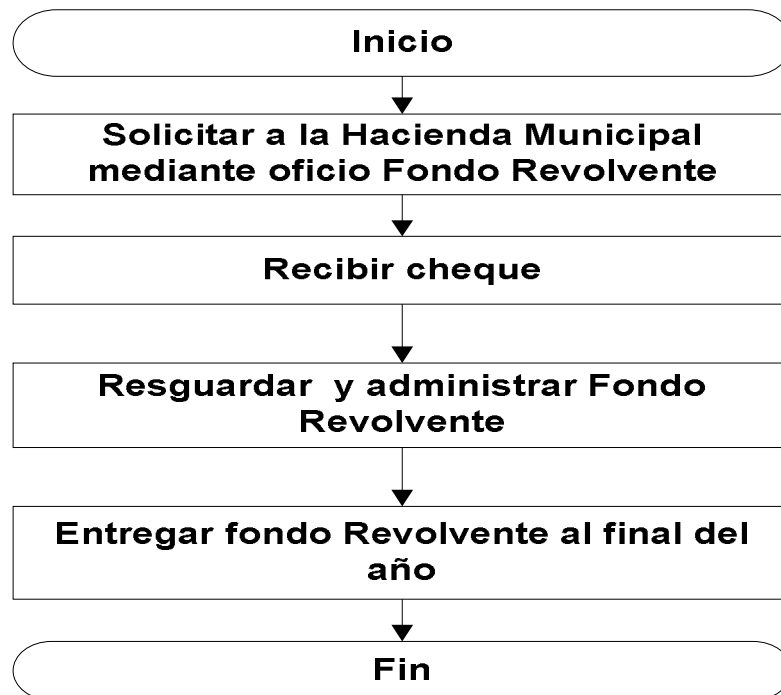 Inicio
Solicitar a la Hacienda Municipal
mediante oficio Fondo Revolvente
Recibir cheque
Resguardar  y administrar Fondo
Revolvente
Entregar fondo Revolvente al final del
año
Fin